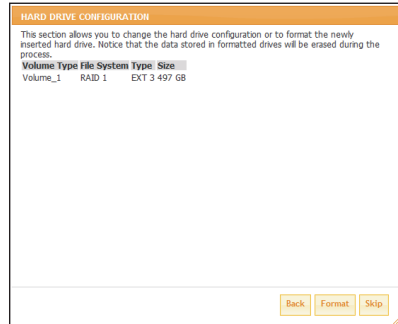 HARD DRIVE CONFIGURATION
This section allows you to change the hard drive configuration or to format the newly
inserted hard drive. Notice that the data stored in formatted drives will be erased during the
process.
Volume Type File System Type Size
Volume_1 RAID 1 EXT 3 497 GB
Back Format Skip